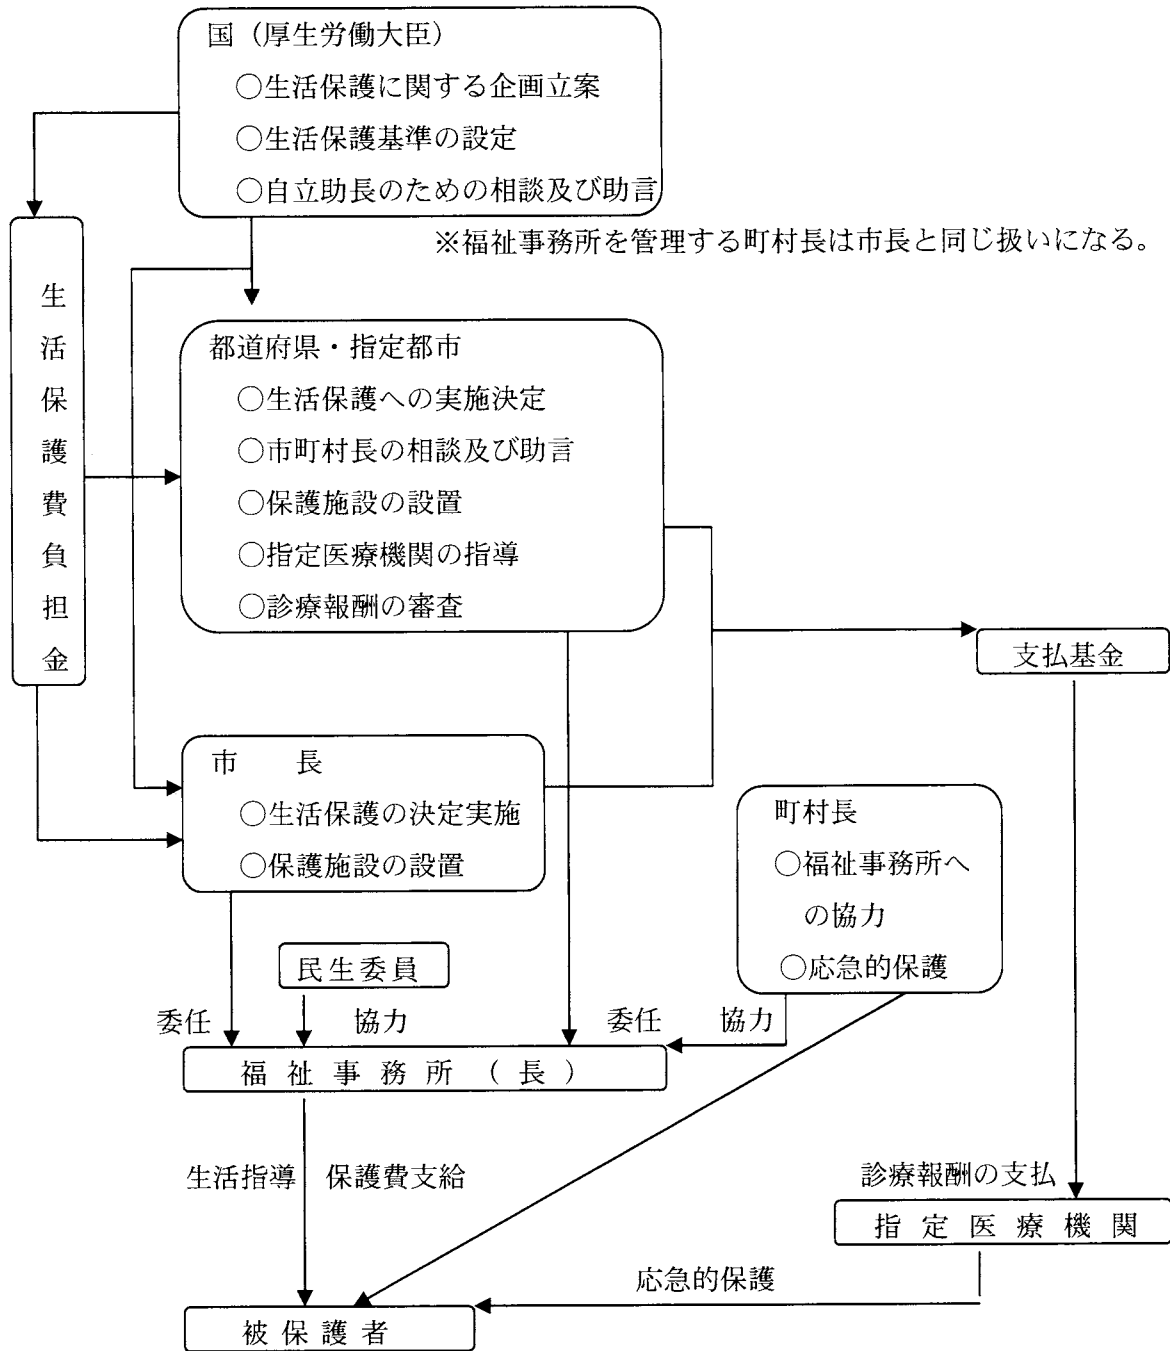 国（厚生労働大臣）
○生活保護に関する企画立案
○生活保護基準の設定
○自立助長のための相談及び助言
※福祉事務所を管理する町村長は市長と同じ扱いになる。
生活保護費負担金
都道府県・指定都市
○生活保護への実施決定
○市町村長の相談及び助言
○保護施設の設置
○指定医療機関の指導
○診療報酬の審査
支払基金
市　長
○生活保護の決定実施
○保護施設の設置
町村長
○福祉事務所へ
の協力
○応急的保護
民生委員
委任　協力　委任　協力
福祉事務所（長）
生活指導　保護費支給
診療報酬の支払
指定医療機関
応急的保護
被保護者